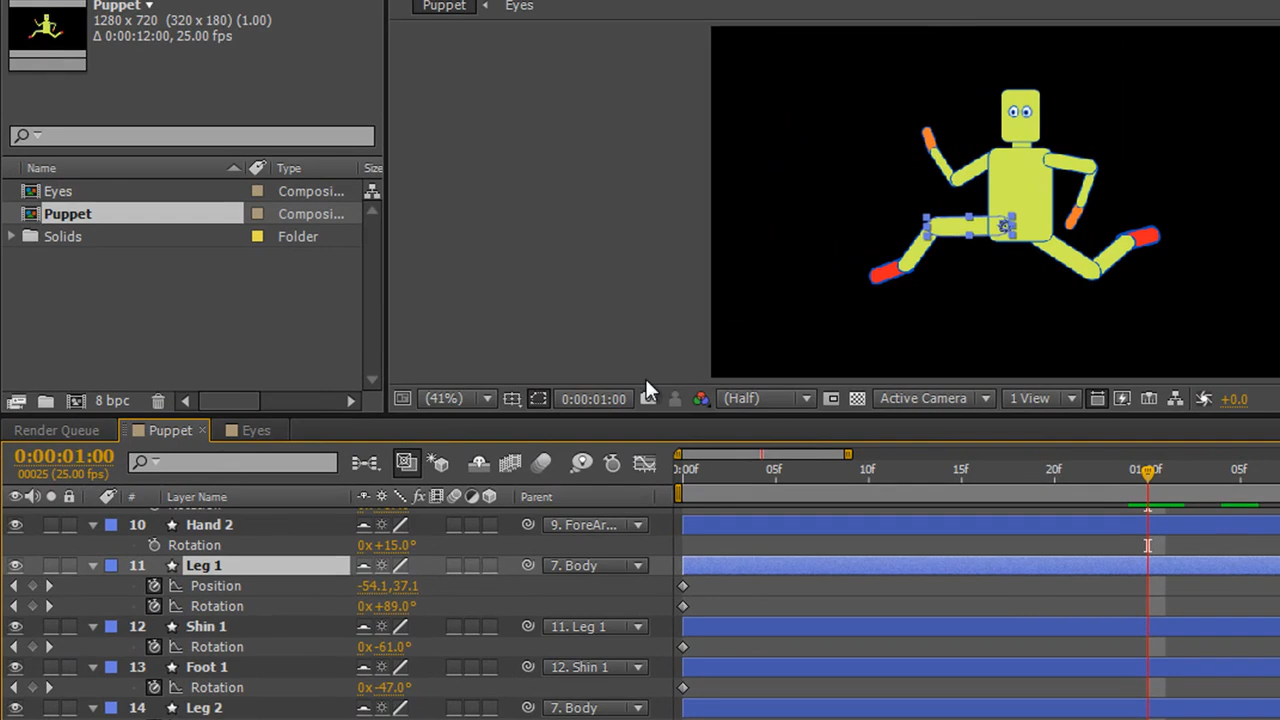 Puppet
1280 x 720 (320 x 180) (1.00)
Δ 0:00:12:00, 25.00 fps
Puppet Eyes
Name Type Size
Eyes Composi...
Puppet Composi...
Solids Folder
8 bpc
(41%) 0:00:01:00 (Half) Active Camera 1 View +0.0
Render Queue Puppet × Eyes
0:00:01:00
00025 (25.00 fps)
0:00f 05f 10f 15f 20f 01:00f 05f
# Layer Name fx Parent
10 Hand 2 9. ForeAr...
Rotation 0x+15.0°
11 Leg 1 7. Body
Position -54.1,37.1
Rotation 0x+89.0°
12 Shin 1 11. Leg 1
Rotation 0x-61.0°
13 Foot 1 12. Shin 1
Rotation 0x-47.0°
14 Leg 2 7. Body